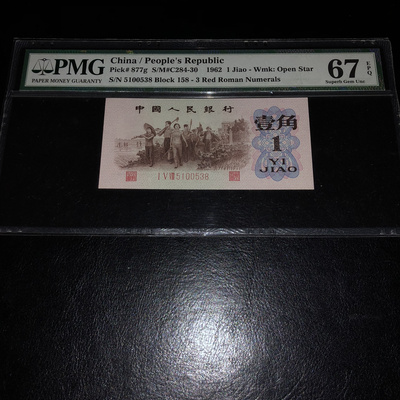 PMG
PAPER MONEY GUARANTY
China / People's Republic
Pick# 877g S/M#C284-30 1962 1 Jiao - Wmk: Open Star
S/N 5100538 Block 158 - 3 Red Roman Numerals
67 EPQ
Superb Gem Unc
中國人民銀行
壹角
1
YI
JIAO
I V VIII 5100538